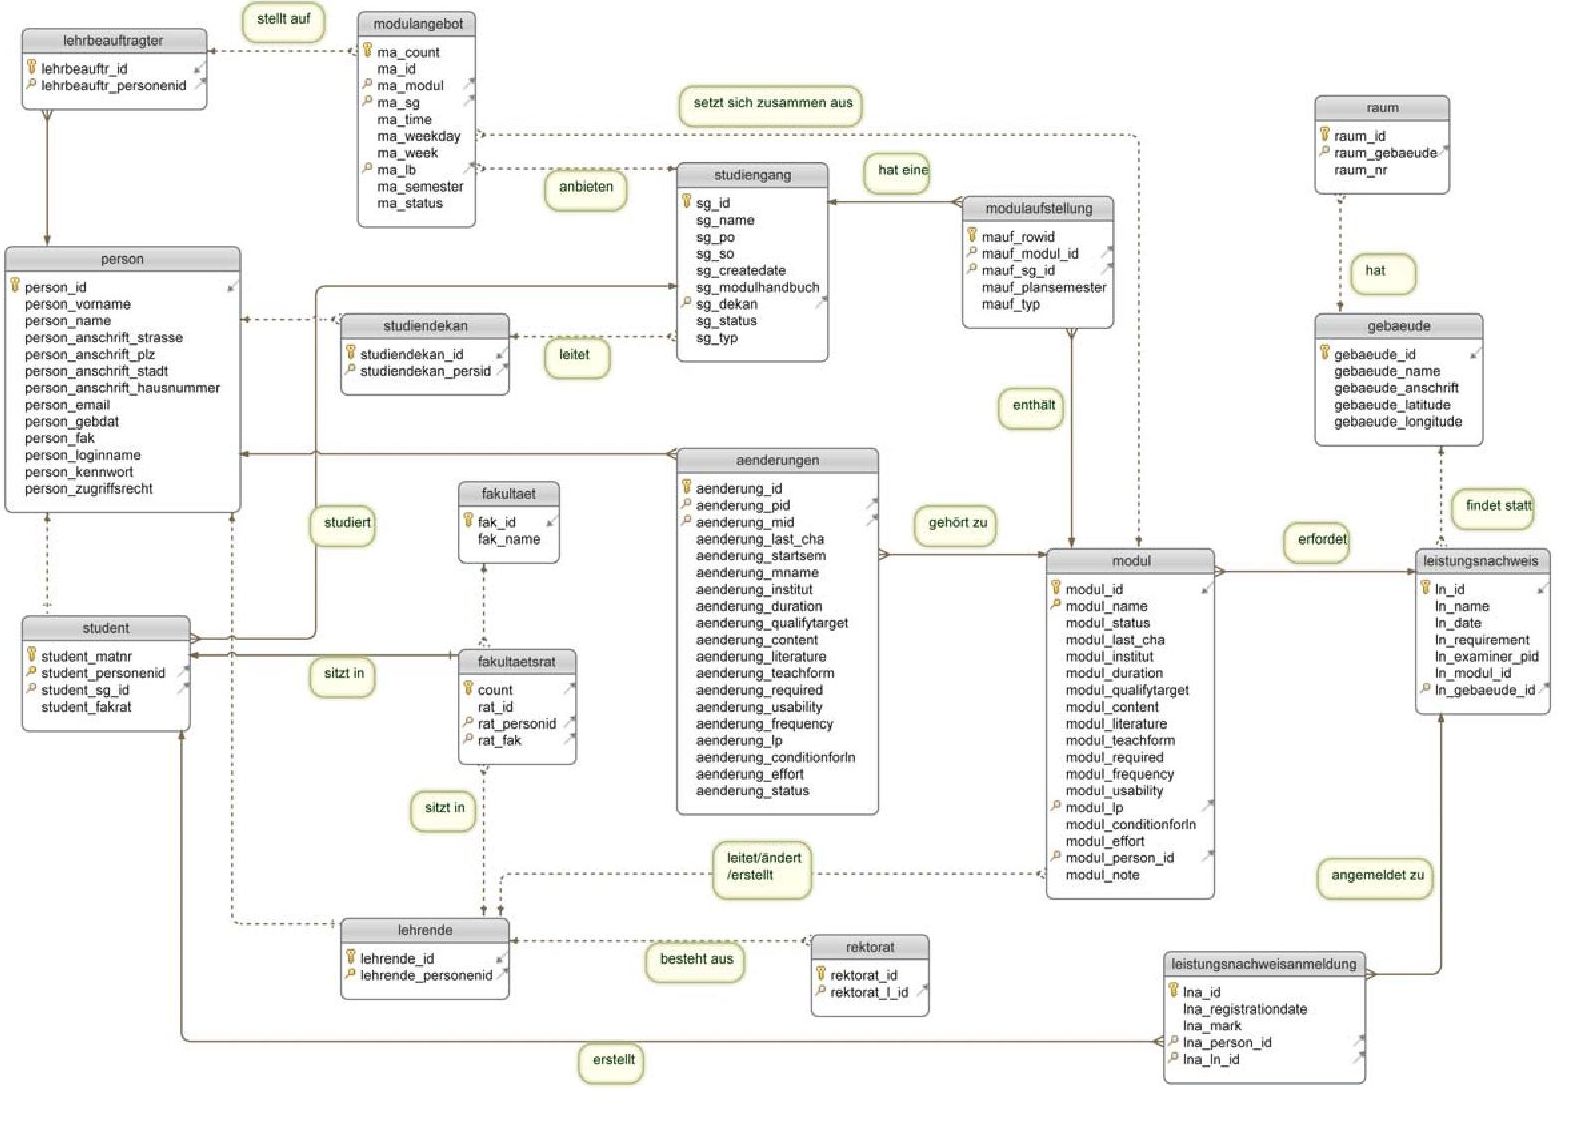 stellt auf
lehrbeauftragter
lehrbeauftr_id
lehrbeauftr_personenid
modulangebot
ma_count
ma_id
ma_modul
ma_sg
ma_time
ma_weekday
ma_week
ma_lb
ma_semester
ma_status
setzt sich zusammen aus
anbieten
studiengang
sg_id
sg_name
sg_po
sg_so
sg_createdate
sg_modulhandbuch
sg_dekan
sg_status
sg_typ
hat eine
modulaufstellung
mauf_rowid
mauf_modul_id
mauf_sg_id
mauf_plansemester
mauf_typ
raum
raum_id
raum_gebaeude
raum_nr
hat
gebaeude
gebaeude_id
gebaeude_name
gebaeude_anschrift
gebaeude_latitude
gebaeude_longitude
person
person_id
person_vorname
person_name
person_anschrift_strasse
person_anschrift_plz
person_anschrift_stadt
person_anschrift_hausnummer
person_email
person_gebdat
person_fak
person_loginname
person_kennwort
person_zugriffsrecht
studiendekan
studiendekan_id
studiendekan_persid
leitet
enthält
studiert
fakultaet
fak_id
fak_name
aenderungen
aenderung_id
aenderung_pid
aenderung_mid
aenderung_last_cha
aenderung_startsem
aenderung_mname
aenderung_institut
aenderung_duration
aenderung_qualifytarget
aenderung_content
aenderung_literature
aenderung_teachform
aenderung_required
aenderung_usability
aenderung_frequency
aenderung_lp
aenderung_conditionforln
aenderung_effort
aenderung_status
gehört zu
erfordet
findet statt
modul
modul_id
modul_name
modul_status
modul_last_cha
modul_institut
modul_duration
modul_qualifytarget
modul_content
modul_literature
modul_teachform
modul_required
modul_frequency
modul_usability
modul_lp
modul_conditionforln
modul_effort
modul_person_id
modul_note
leistungsnachweis
ln_id
ln_name
ln_date
ln_requirement
ln_examiner_pid
ln_modul_id
ln_gebaeude_id
student
student_matnr
student_personenid
student_sg_id
student_fakrat
sitzt in
fakultaetsrat
count
rat_id
rat_personid
rat_fak
sitzt in
leitet/ändert
/erstellt
angemeldet zu
lehrende
lehrende_id
lehrende_personenid
besteht aus
rektorat
rektorat_id
rektorat_l_id
leistungsnachweisanmeldung
lna_id
lna_registrationdate
lna_mark
lna_person_id
lna_ln_id
erstellt